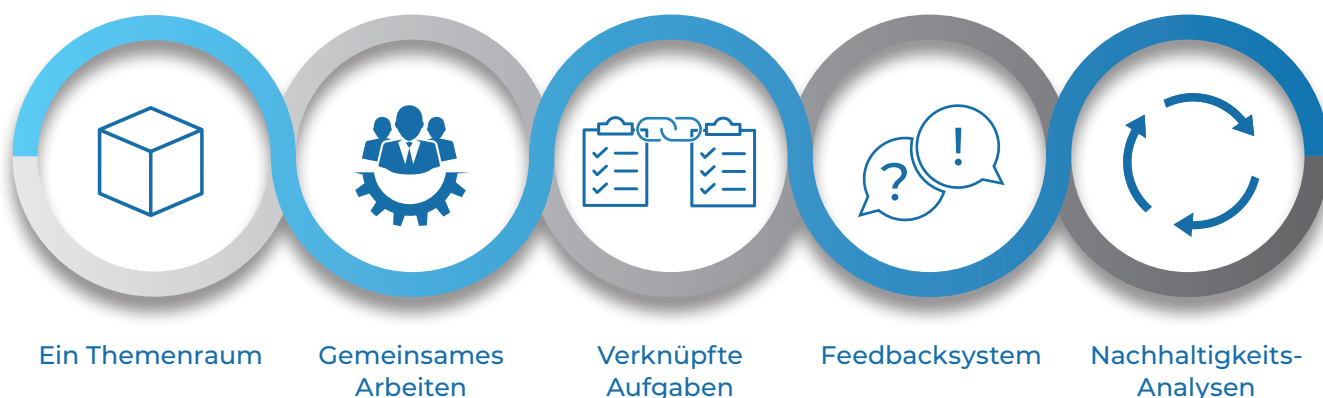 Ein Themenraum
Gemeinsames
Arbeiten
Verknüpfte
Aufgaben
Feedbacksystem
Nachhaltigkeits-
Analysen
?
!